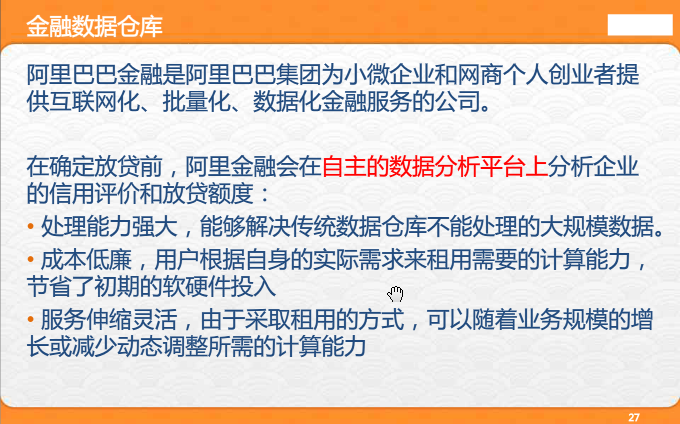 金融数据仓库
阿里巴巴金融是阿里巴巴集团为小微企业和网商个人创业者提
供互联网化、批量化、数据化金融服务的公司。
在确定放贷前，阿里金融会在自主的数据分析平台上分析企业
的信用评价和放贷额度：
• 处理能力强大，能够解决传统数据仓库不能处理的大规模数据。
• 成本低廉，用户根据自身的实际需求来租用需要的计算能力，
节省了初期的软硬件投入
• 服务伸缩灵活，由于采取租用的方式，可以随着业务规模的增
长或减少动态调整所需的计算能力
27